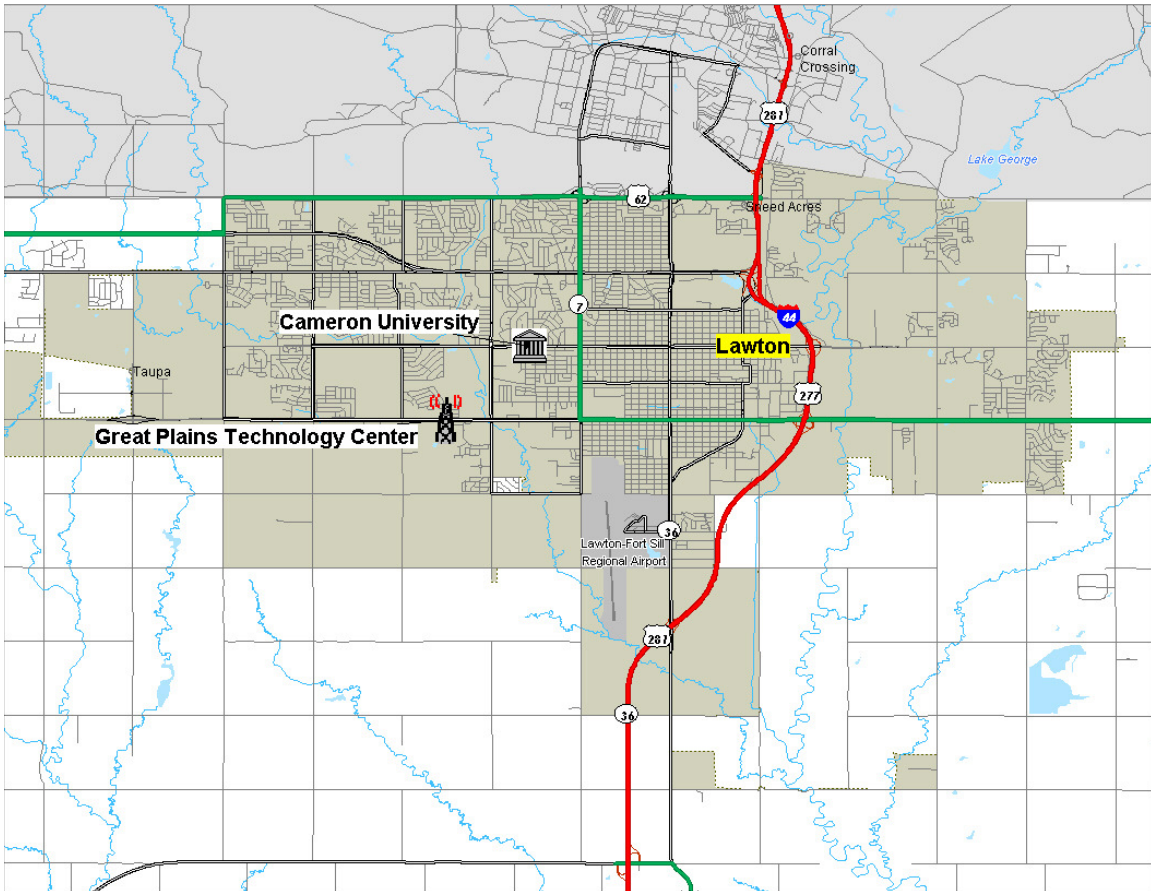 Corral
Crossing
287
Lake George
62
Sneed Acres
7
Cameron University
44
Lawton
Taupa
277
Great Plains Technology Center
36
Lawton-Fort Sill
Regional Airport
287
36